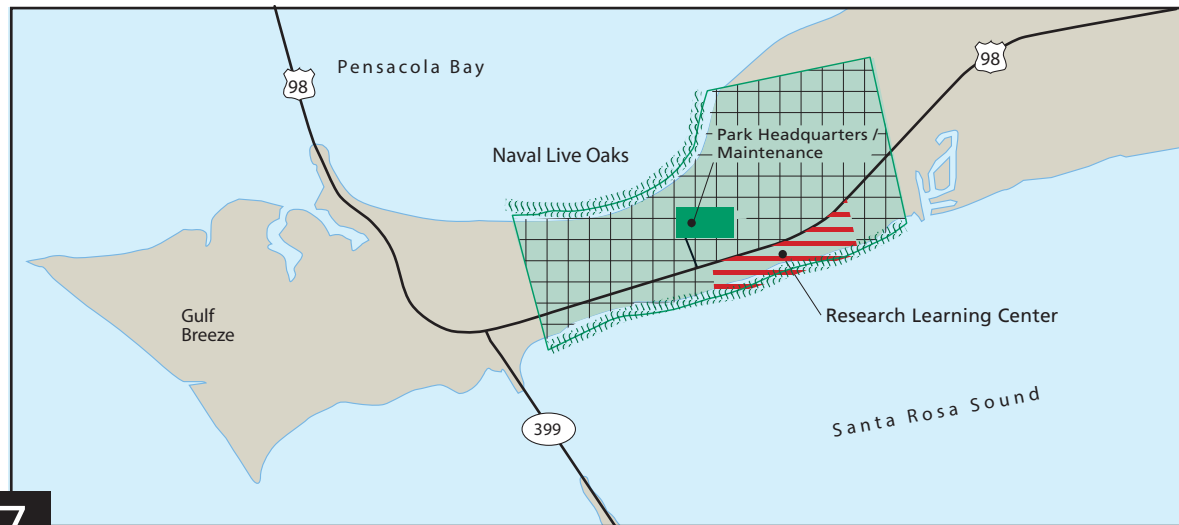 98
Pensacola Bay
98
Park Headquarters /
Maintenance
Naval Live Oaks
Gulf
Breeze
Research Learning Center
Santa Rosa Sound
399
7